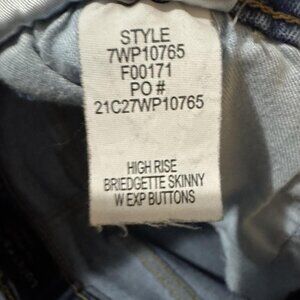 STYLE
7WP10765
F00171
PO #
21C27WP10765
HIGH RISE
BRIEDGETTE SKINNY
W EXP BUTTONS